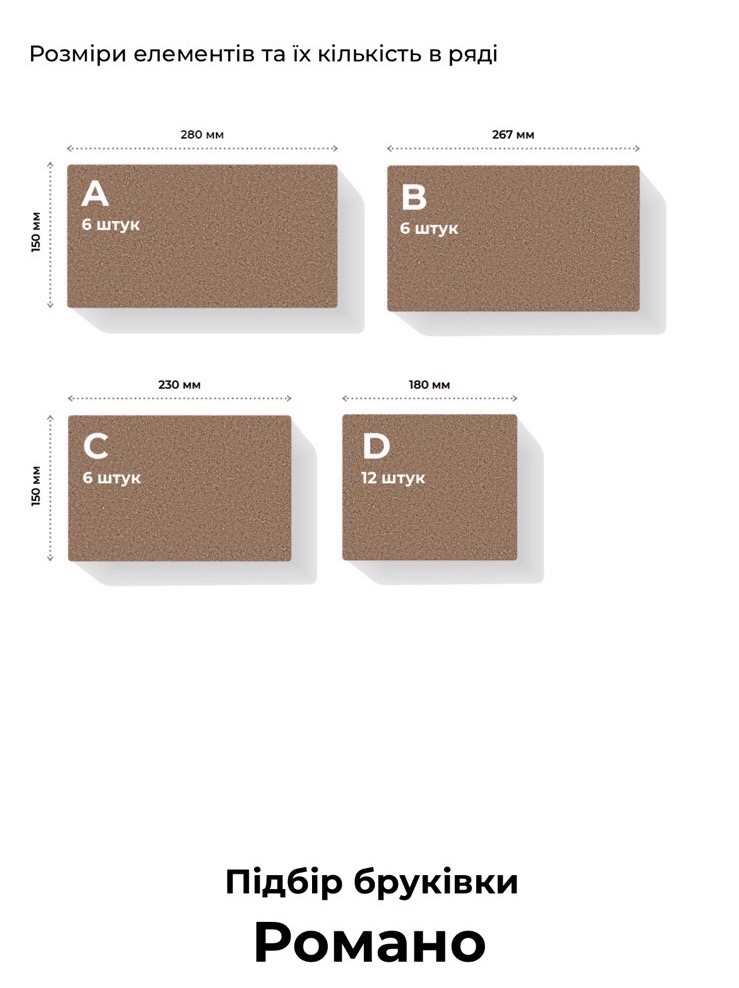 Розміри елементів та їх кількість в ряді
280 мм
267 мм
150 мм
A
6 штук
B
6 штук
230 мм
180 мм
150 мм
C
6 штук
D
12 штук
Підбір бруківки
Романо